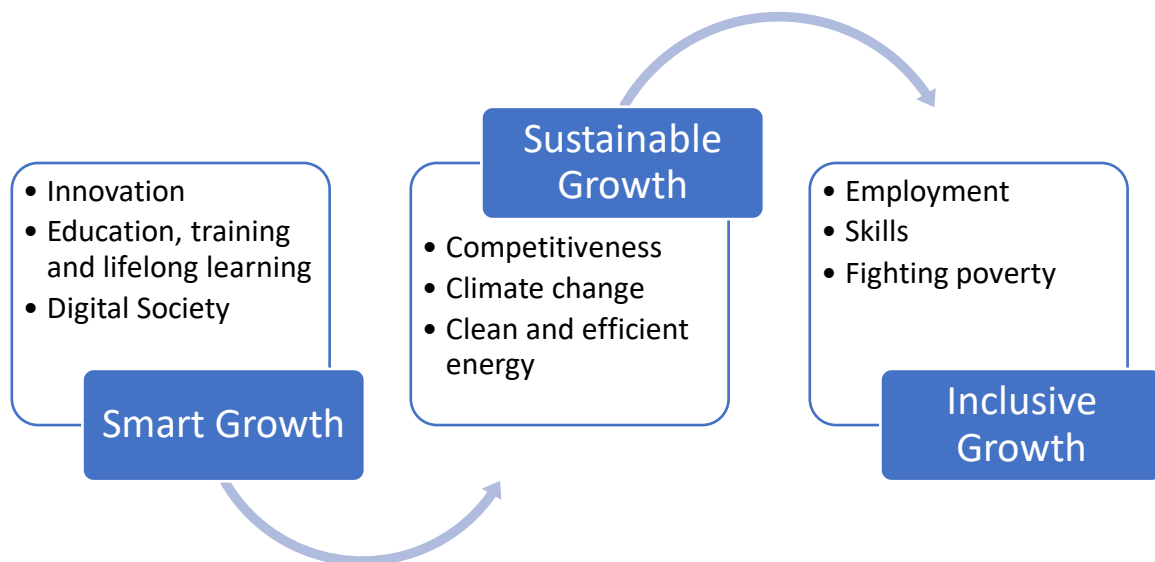 • Innovation
• Education, training
and lifelong learning
• Digital Society
Smart Growth
Sustainable
Growth
• Competitiveness
• Climate change
• Clean and efficient
energy
• Employment
• Skills
• Fighting poverty
Inclusive
Growth